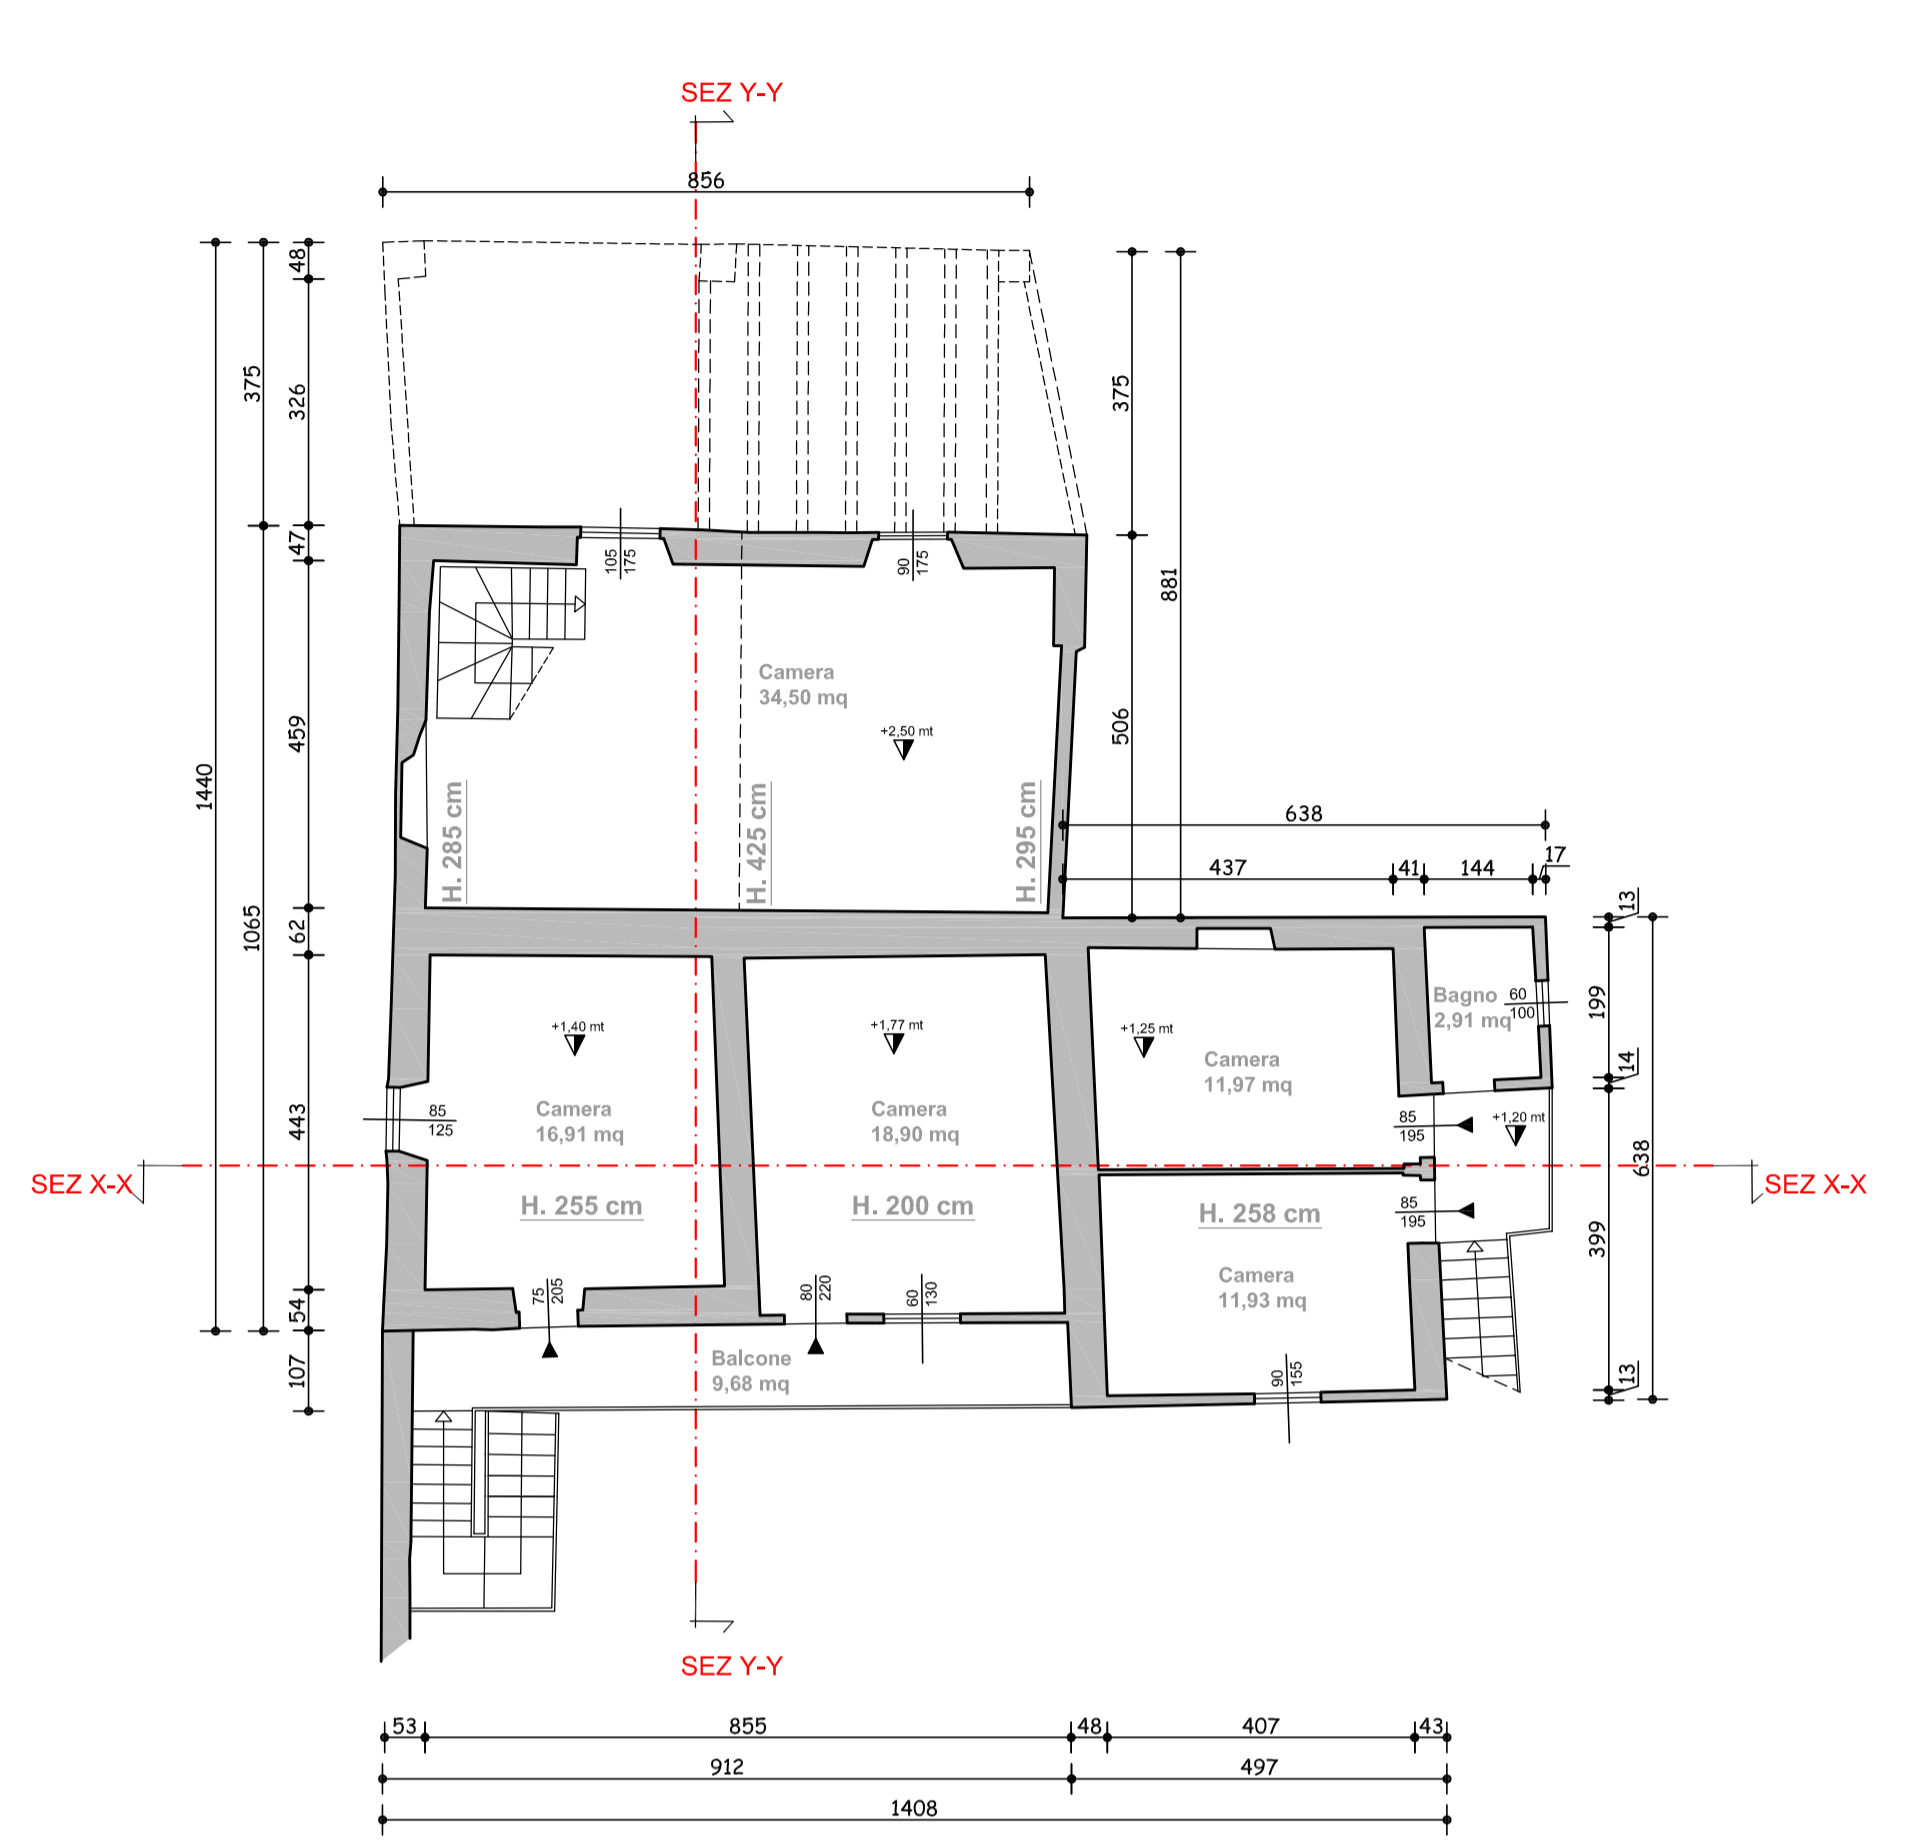 SEZ Y-Y
856
48
375
326
375
881
47
105
175
90
175
Camera
34,50 mq
+2,50 mt
459
506
1440
H. 285 cm
H. 425 cm
H. 295 cm
638
437
41
144
17
13
1065
62
Bagno
2,91 mq
60
100
199
+1,40 mt
+1,77 mt
+1,25 mt
Camera
11,97 mq
14
443
85
125
Camera
16,91 mq
Camera
18,90 mq
85
195
+1,20 mt
638
SEZ X-X
SEZ X-X
H. 255 cm
H. 200 cm
H. 258 cm
85
195
399
Camera
11,93 mq
75
205
80
220
60
130
54
107
Balcone
9,68 mq
90
155
13
SEZ Y-Y
53
855
48
407
43
912
497
1408